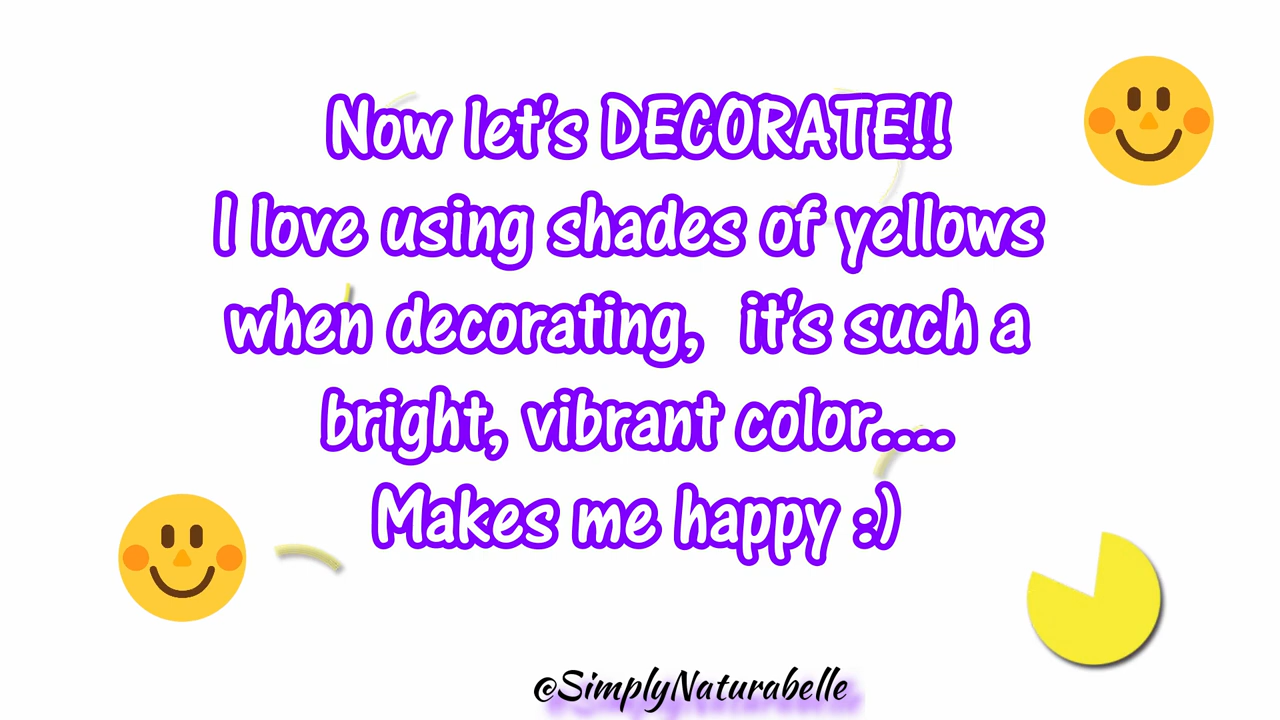 Now let's DECORATE!!
I love using shades of yellows
when decorating, it's such a
bright, vibrant color....
Makes me happy :)
@SimplyNaturabelle